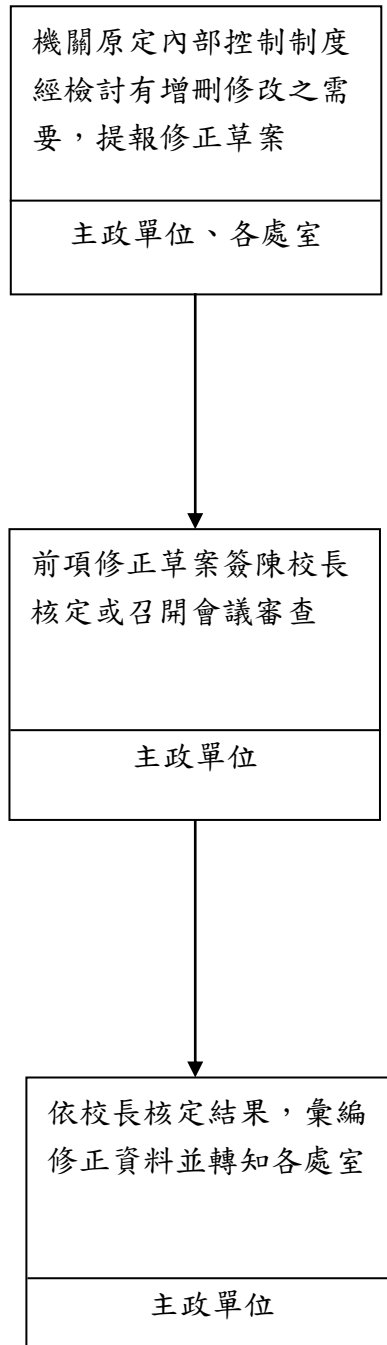 機關原定內部控制制度
經檢討有增刪修改之需
要，提報修正草案
主政單位、各處室
前項修正草案簽陳校長
核定或召開會議審查
主政單位
依校長核定結果，彙編
修正資料並轉知各處室
主政單位